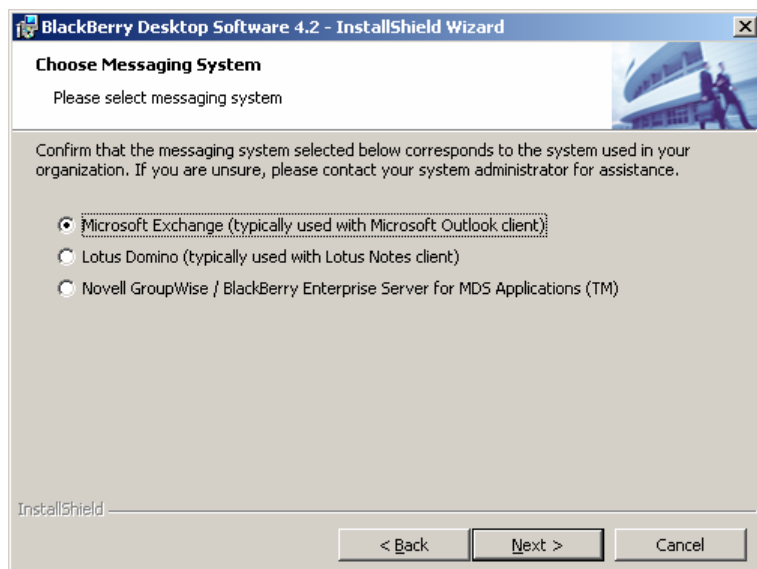 BlackBerry Desktop Software 4.2 - InstallShield Wizard
Choose Messaging System
Please select messaging system
Confirm that the messaging system selected below corresponds to the system used in your
organization. If you are unsure, please contact your system administrator for assistance.
Microsoft Exchange (typically used with Microsoft Outlook client)
Lotus Domino (typically used with Lotus Notes client)
Novell GroupWise / BlackBerry Enterprise Server for MDS Applications (TM)
InstallShield
< Back Next > Cancel